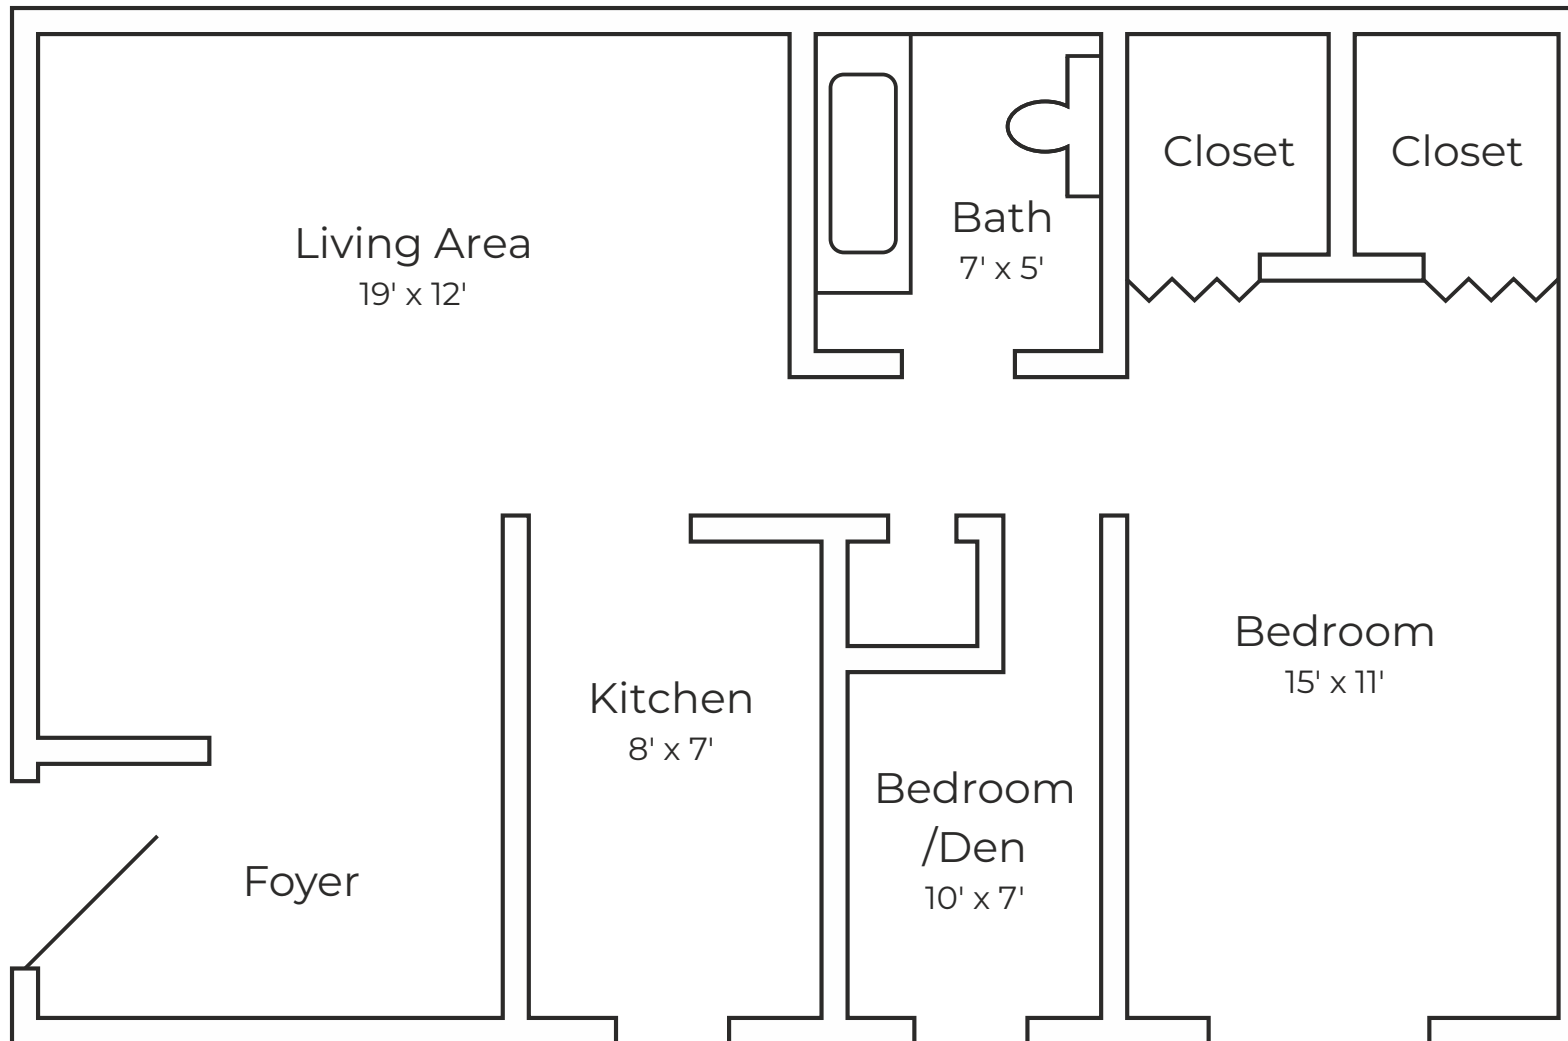 Living Area
19' x 12'
Bath
7' x 5'
Closet
Closet
Kitchen
8' x 7'
Bedroom
/Den
10' x 7'
Bedroom
15' x 11'
Foyer